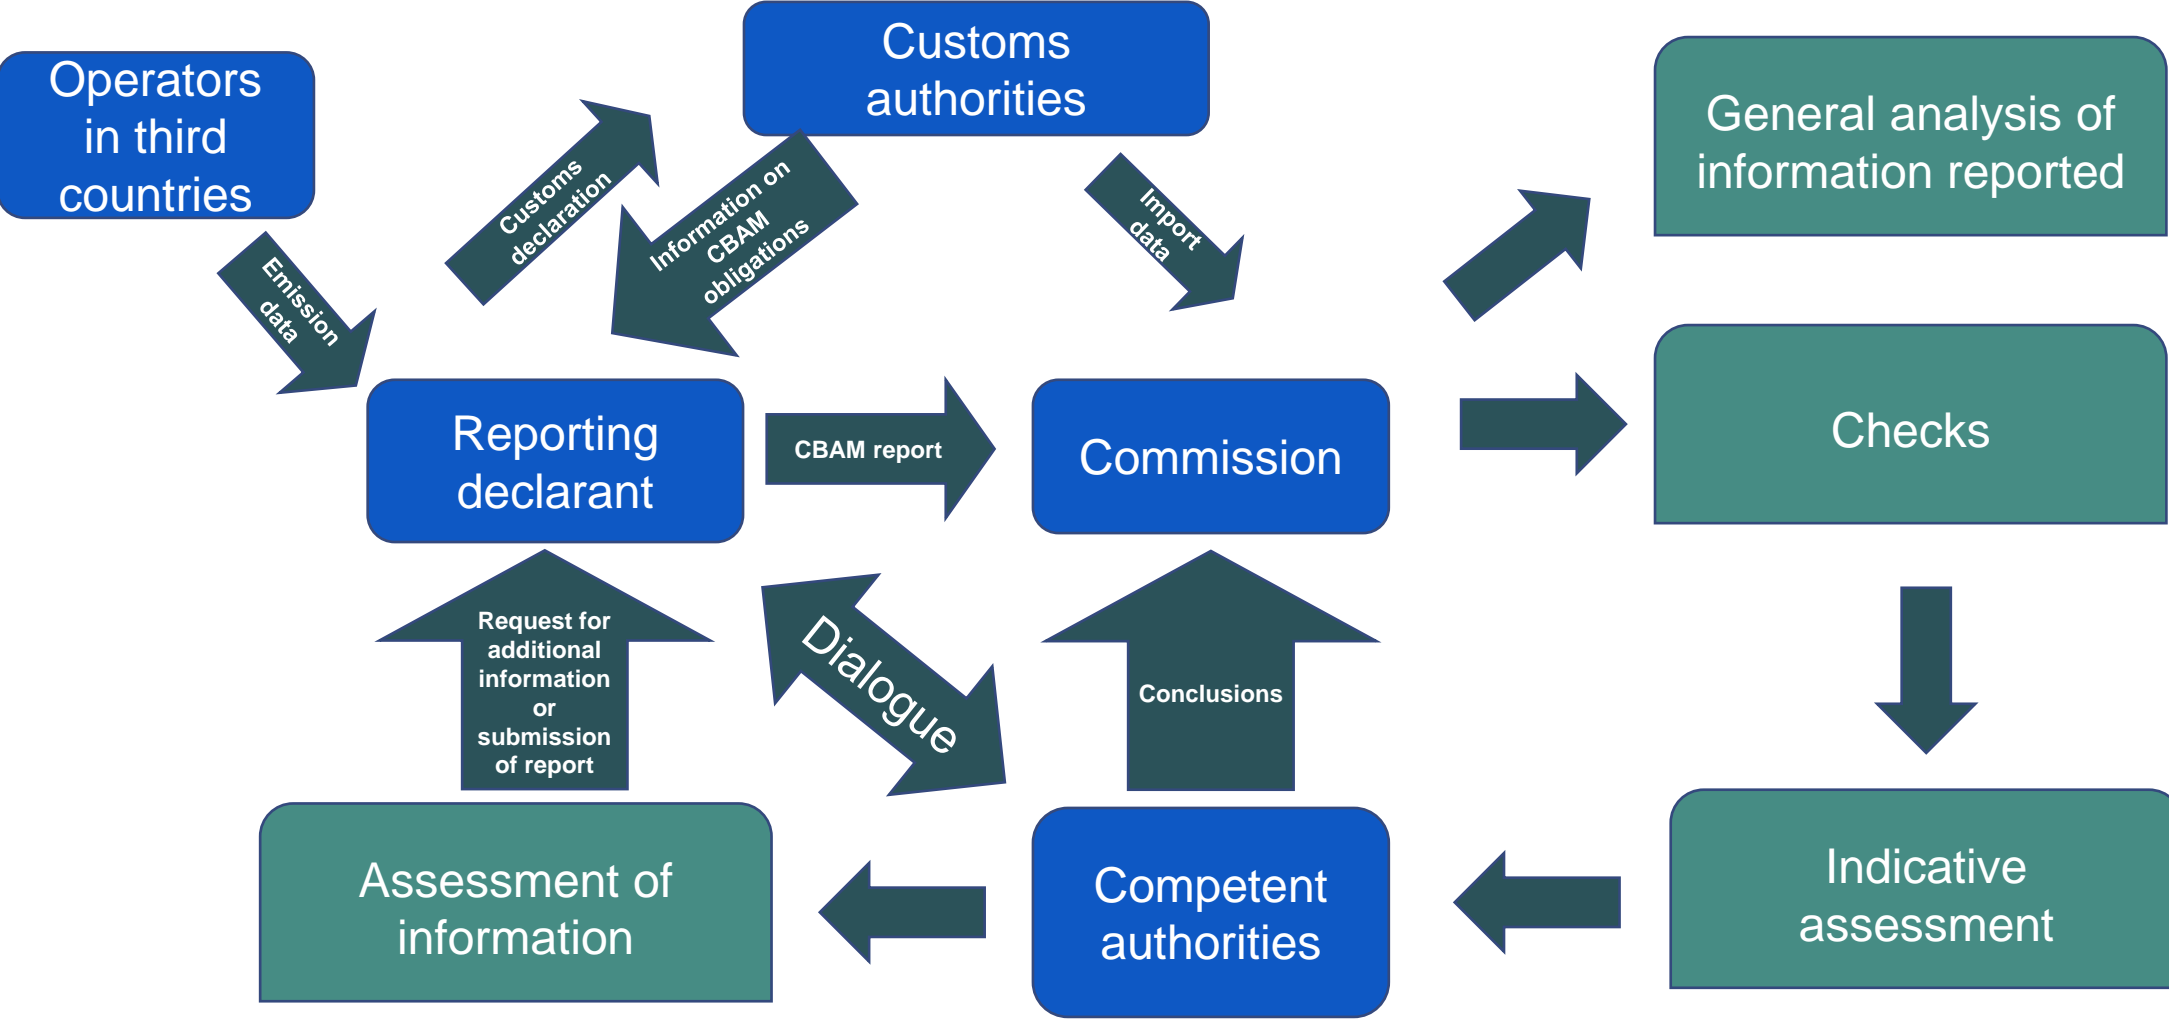 Operators
in third
countries
Customs
authorities
General analysis of
information reported
Customs
declaration
Information on
CBAM
obligations
Import
data
Emission
data
Reporting
declarant
CBAM report
Commission
Checks
Request for
additional
information
or
submission
of report
Dialogue
Conclusions
Assessment of
information
Competent
authorities
Indicative
assessment